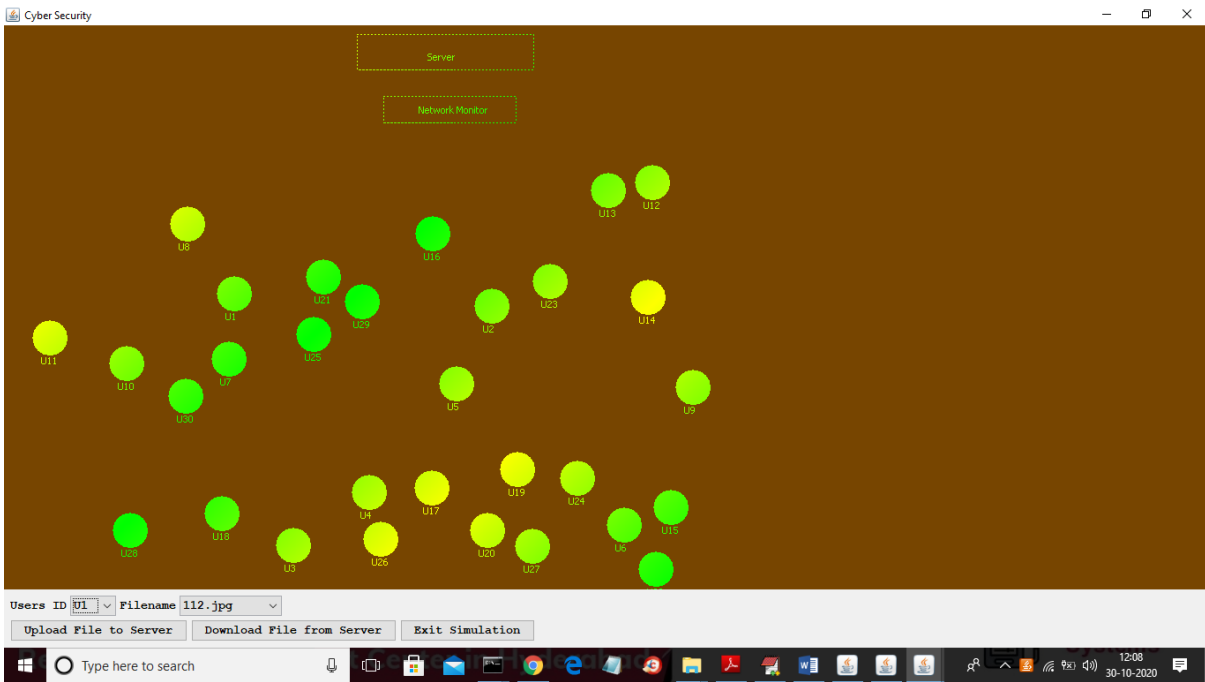 Cyber Security
Server
Network Monitor
U13
U12
U8
U16
U21
U1
U29
U2
U23
U14
U11
U25
U10
U7
U30
U5
U9
U19
U24
U4
U17
U15
U18
U6
U28
U3
U26
U20
U27
Users ID U1 Filename 112.jpg
Upload File to Server Download File from Server Exit Simulation
Type here to search
12:08
30-10-2020